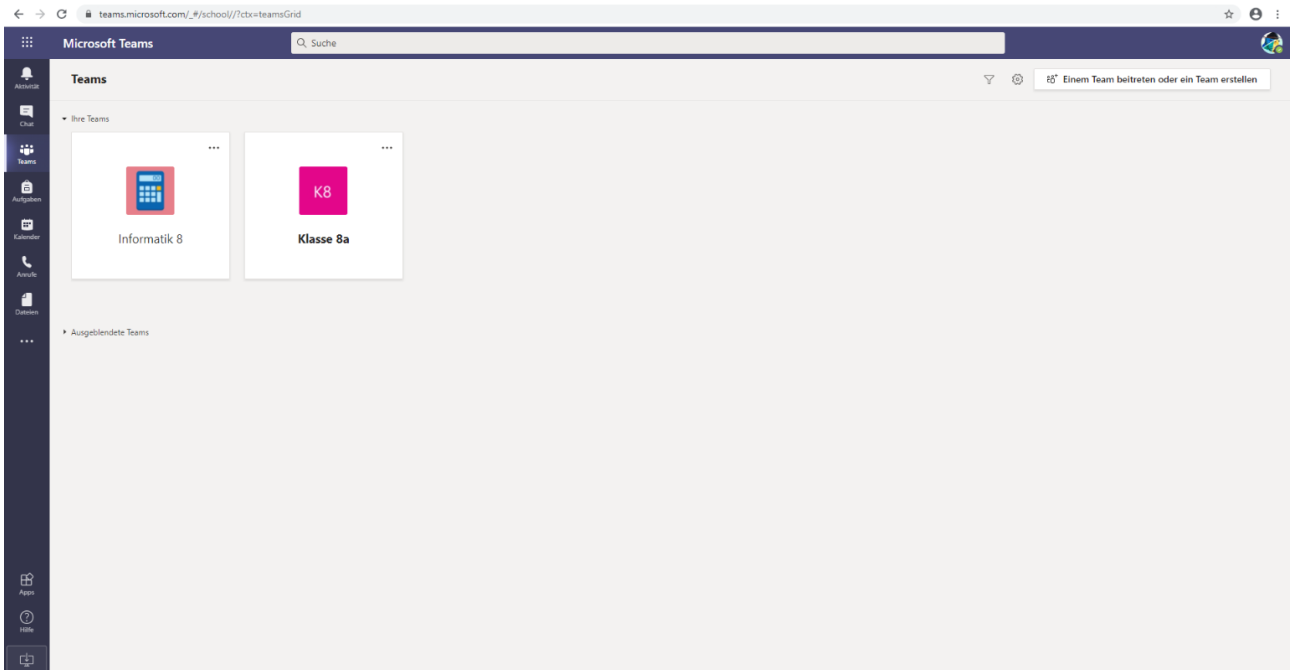 teams.microsoft.com/_#/school//?ctx=teamsGrid
Microsoft Teams
Suche
Aktivität
Chat
Teams
Aufgaben
Kalender
Anrufe
Dateien
Apps
Hilfe
Teams
Einem Team beitreten oder ein Team erstellen
Ihre Teams
Informatik 8
K8
Klasse 8a
Ausgeblendete Teams